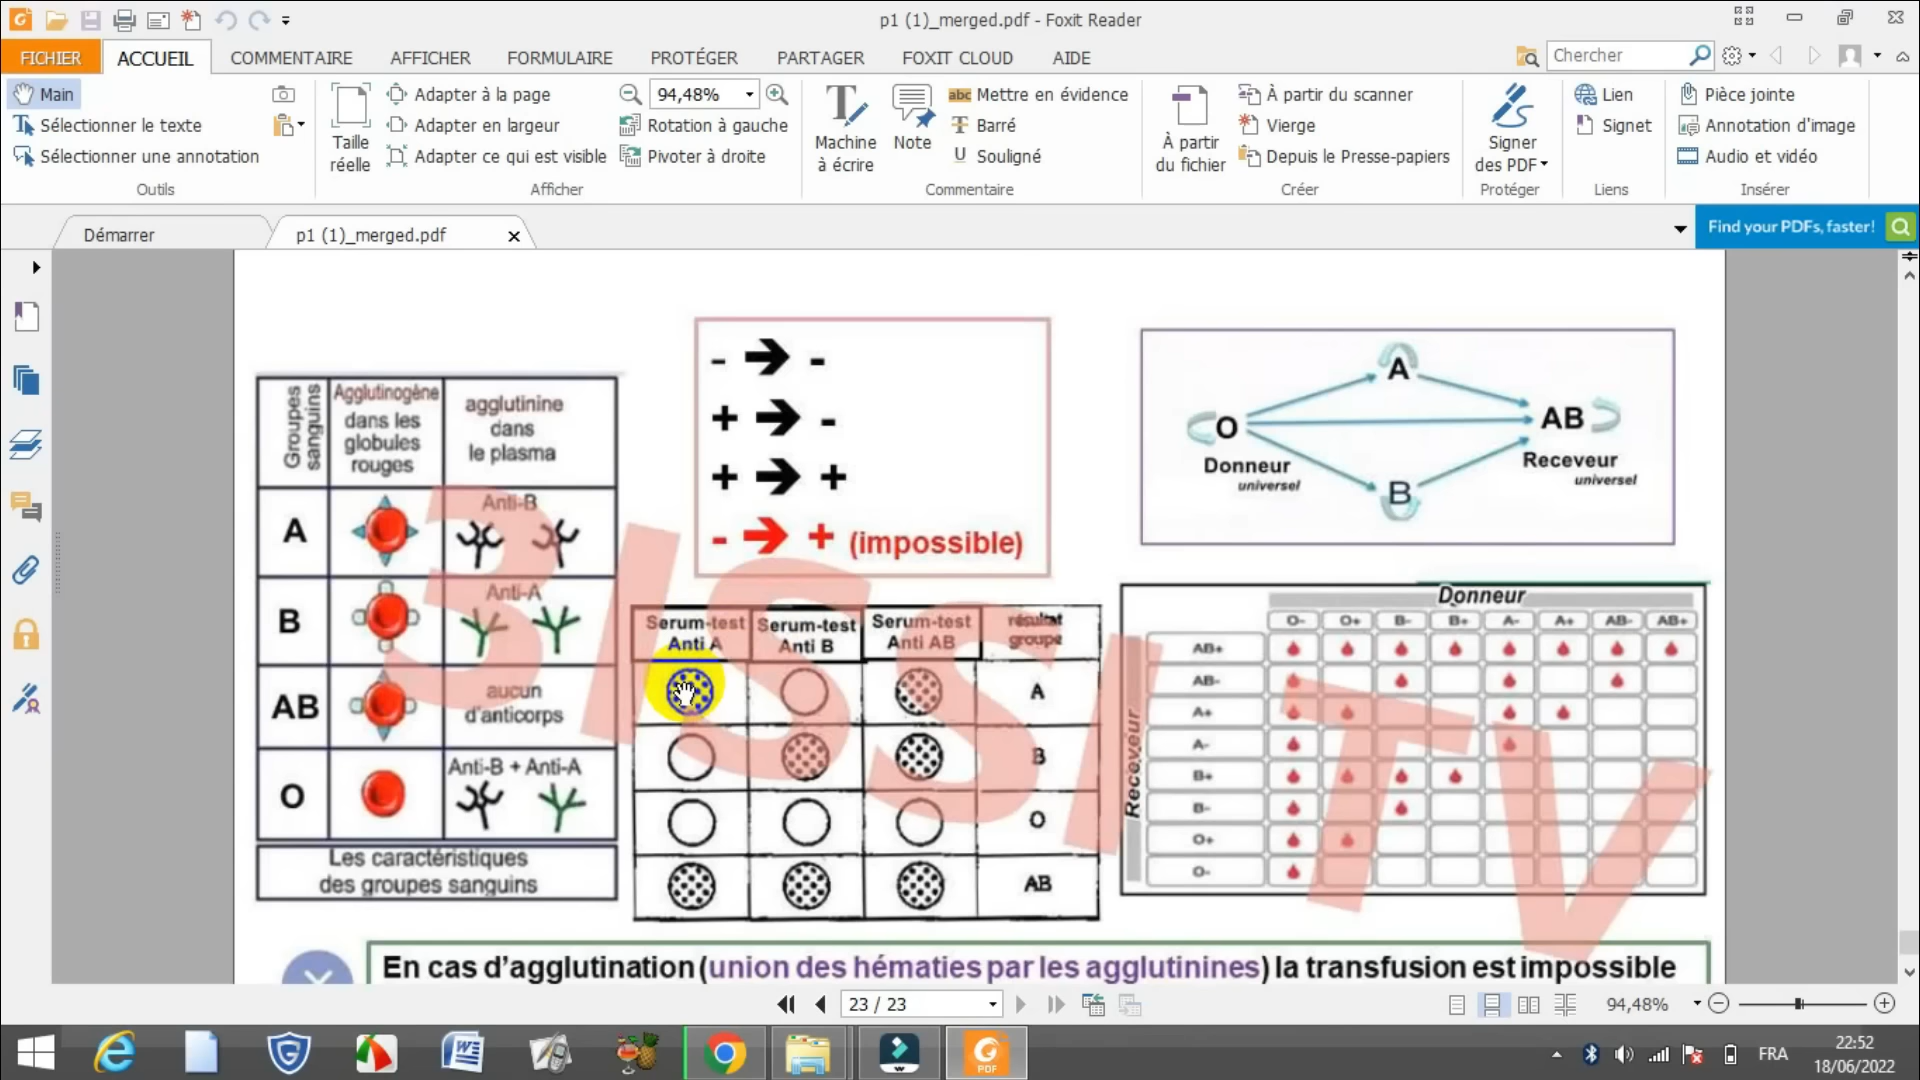 p1 (1)_merged.pdf - Foxit Reader
FICHIER ACCUEIL COMMENTAIRE AFFICHER FORMULAIRE PROTÉGER PARTAGER FOXIT CLOUD AIDE Chercher
Main
Sélectionner le texte
Sélectionner une annotation
Outils
Taille
réelle
Adapter à la page
Adapter en largeur
Adapter ce qui est visible
94,48%
Rotation à gauche
Pivoter à droite
Afficher
Machine
à écrire
Note
abc Mettre en évidence
Barré
Souligné
Commentaire
À partir
du fichier
À partir du scanner
Vierge
Depuis le Presse-papiers
Créer
Signer
des PDF
Protéger
Lien
Signet
Liens
Pièce jointe
Annotation d'image
Audio et vidéo
Insérer
Démarrer p1 (1)_merged.pdf
Find your PDFs, faster!
Groupes
sanguins
Agglutinogène
dans les
globules
rouges
agglutinine
dans
le plasma
A
Anti-B
B
Anti-A
AB
aucun
d'anticorps
O
Anti-B + Anti-A
Les caractéristiques
des groupes sanguins
- ➔ -
+ ➔ -
+ ➔ +
- ➔ + (impossible)
A
O
AB
Donneur
universel
Receveur
universel
B
Serum-test
Anti A
Serum-test
Anti B
Serum-test
Anti AB
résultat
groupe
A
B
O
AB
Donneur
O- O+ B- B+ A- A+ AB- AB+
Receveur
AB+
AB-
A+
A-
B+
B-
O+
O-
3ISSI TV
En cas d'agglutination (union des hématies par les agglutinines) la transfusion est impossible
23 / 23
94,48%
FRA
22:52
18/06/2022